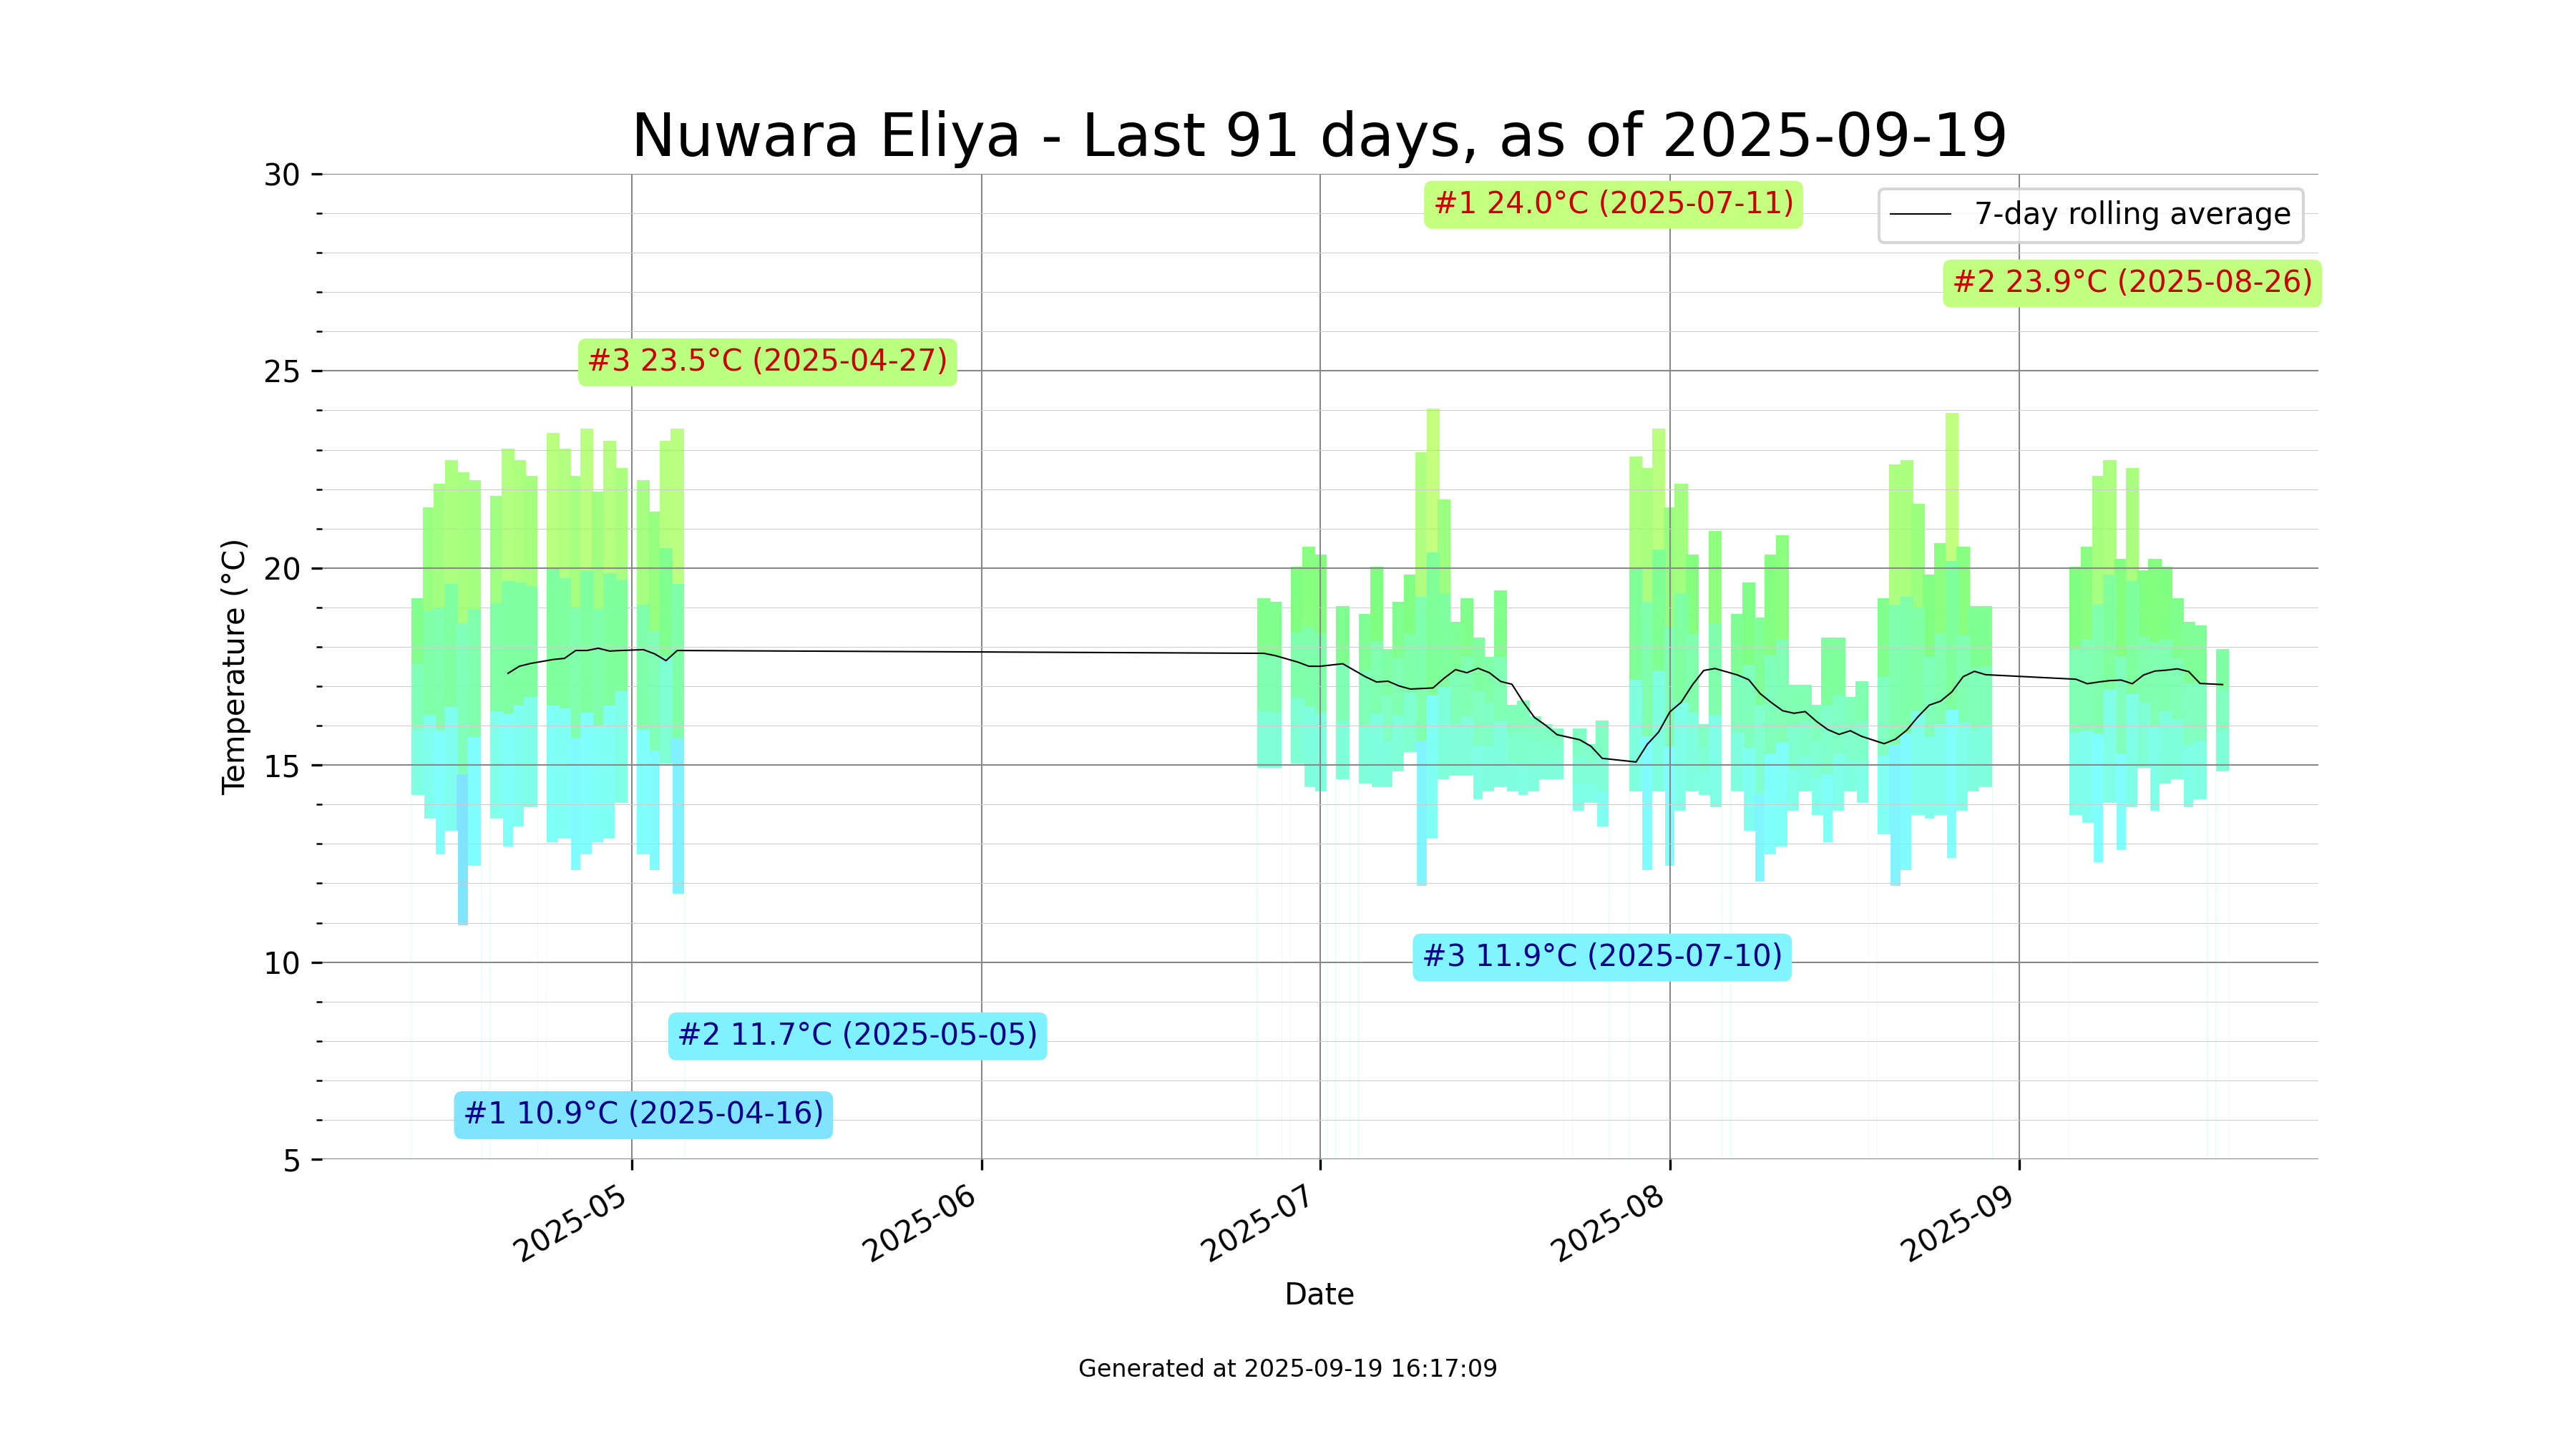 Nuwara Eliya - Last 91 days, as of 2025-09-19
30
25
20
15
10
5
Temperature (°C)
#1 24.0°C (2025-07-11)
7-day rolling average
#2 23.9°C (2025-08-26)
#3 23.5°C (2025-04-27)
#3 11.9°C (2025-07-10)
#2 11.7°C (2025-05-05)
#1 10.9°C (2025-04-16)
2025-05
2025-06
2025-07
2025-08
2025-09
Date
Generated at 2025-09-19 16:17:09